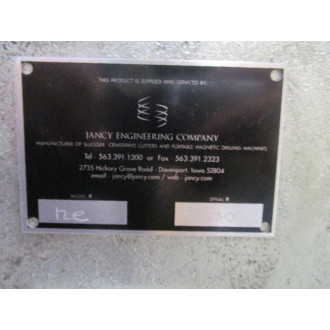 THIS PRODUCT IS SUPPLIED AND SERVICED BY:
JANCY ENGINEERING COMPANY
MANUFACTURER OF SLUGGER CENTERFREE CUTTERS AND PORTABLE MAGNETIC DRILLING MACHINES
Tel · 563.391.1300 or Fax · 563.391.2323
2735 Hickory Grove Road · Davenport, Iowa 52804
email · jancy@jancy.com / web · jancy.com
MODEL #
SERIAL #